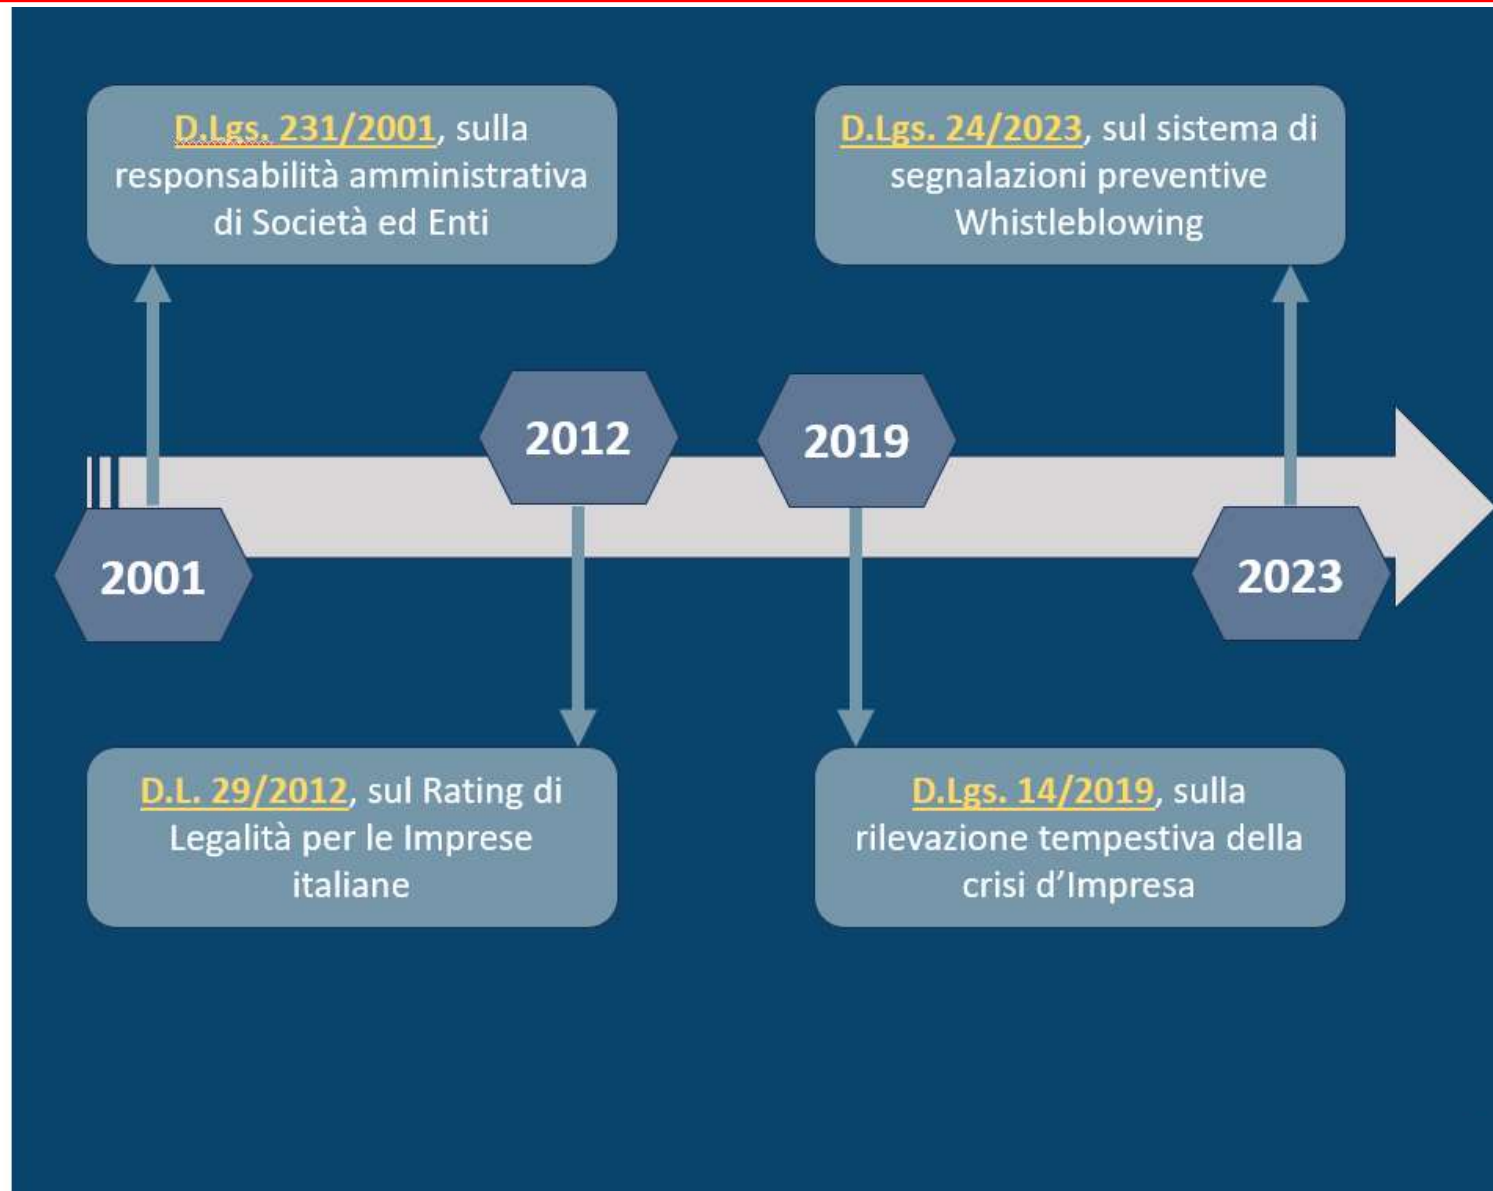 D.Lgs. 231/2001, sulla
responsabilità amministrativa
di Società ed Enti
D.Lgs. 24/2023, sul sistema di
segnalazioni preventive
Whistleblowing
2001
2012
2019
2023
D.L. 29/2012, sul Rating di
Legalità per le Imprese
italiane
D.Lgs. 14/2019, sulla
rilevazione tempestiva della
crisi d’Impresa